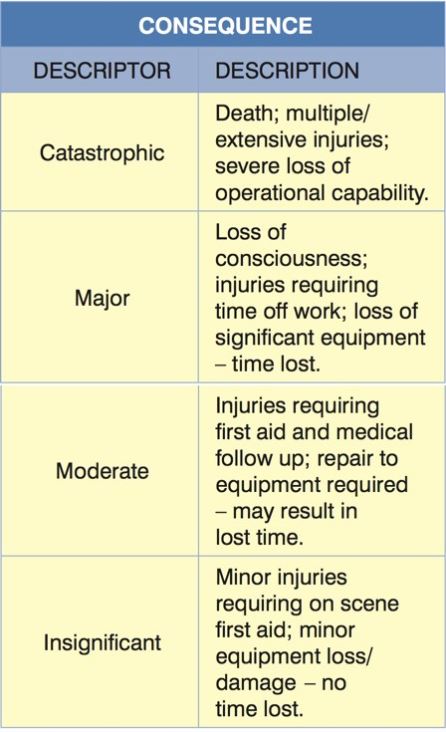 CONSEQUENCE
DESCRIPTOR DESCRIPTION
Catastrophic
Death; multiple/
extensive injuries;
severe loss of
operational capability.
Major
Loss of
consciousness;
injuries requiring
time off work; loss of
significant equipment
– time lost.
Moderate
Injuries requiring
first aid and medical
follow up; repair to
equipment required
– may result in
lost time.
Insignificant
Minor injuries
requiring on scene
first aid; minor
equipment loss/
damage – no
time lost.